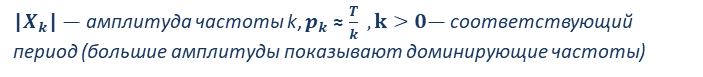 |Xₖ| — амплитуда частоты k, pₖ ≈ T/k , k > 0— соответствующий
период (большие амплитуды показывают доминирующие частоты)